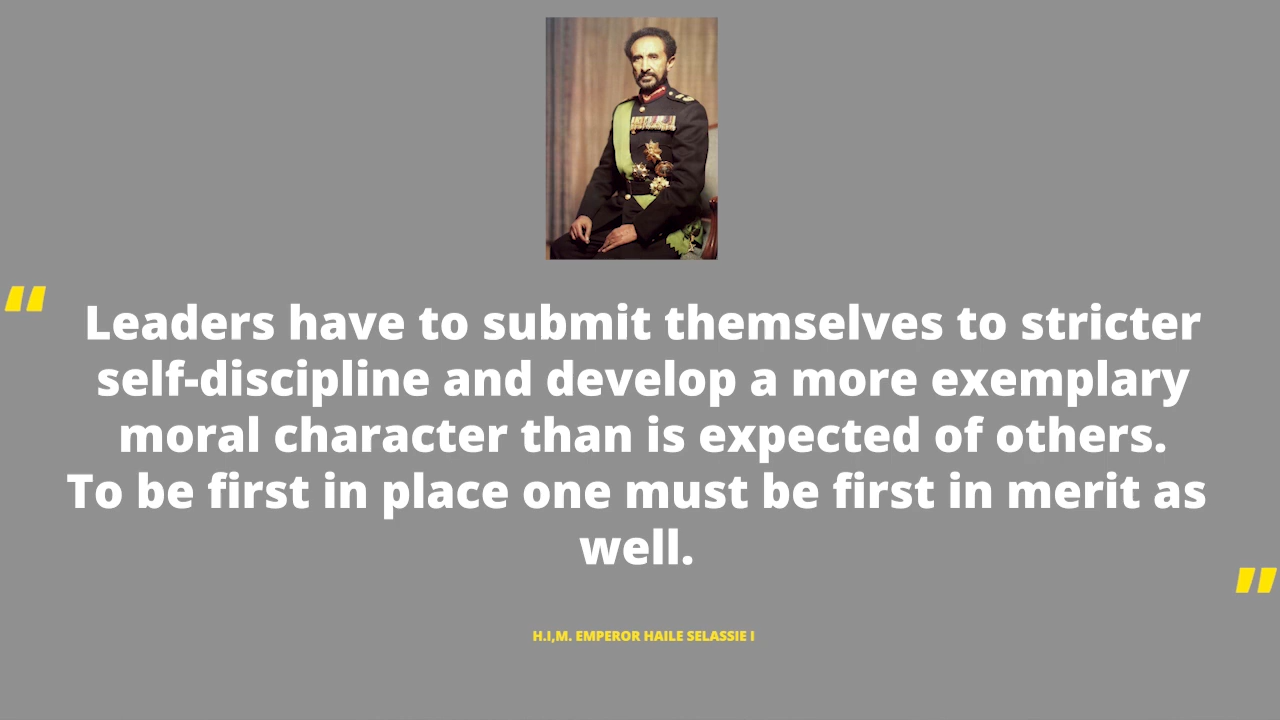 "
Leaders have to submit themselves to stricter
self-discipline and develop a more exemplary
moral character than is expected of others.
To be first in place one must be first in merit as
well.
"
H.I,M. EMPEROR HAILE SELASSIE I